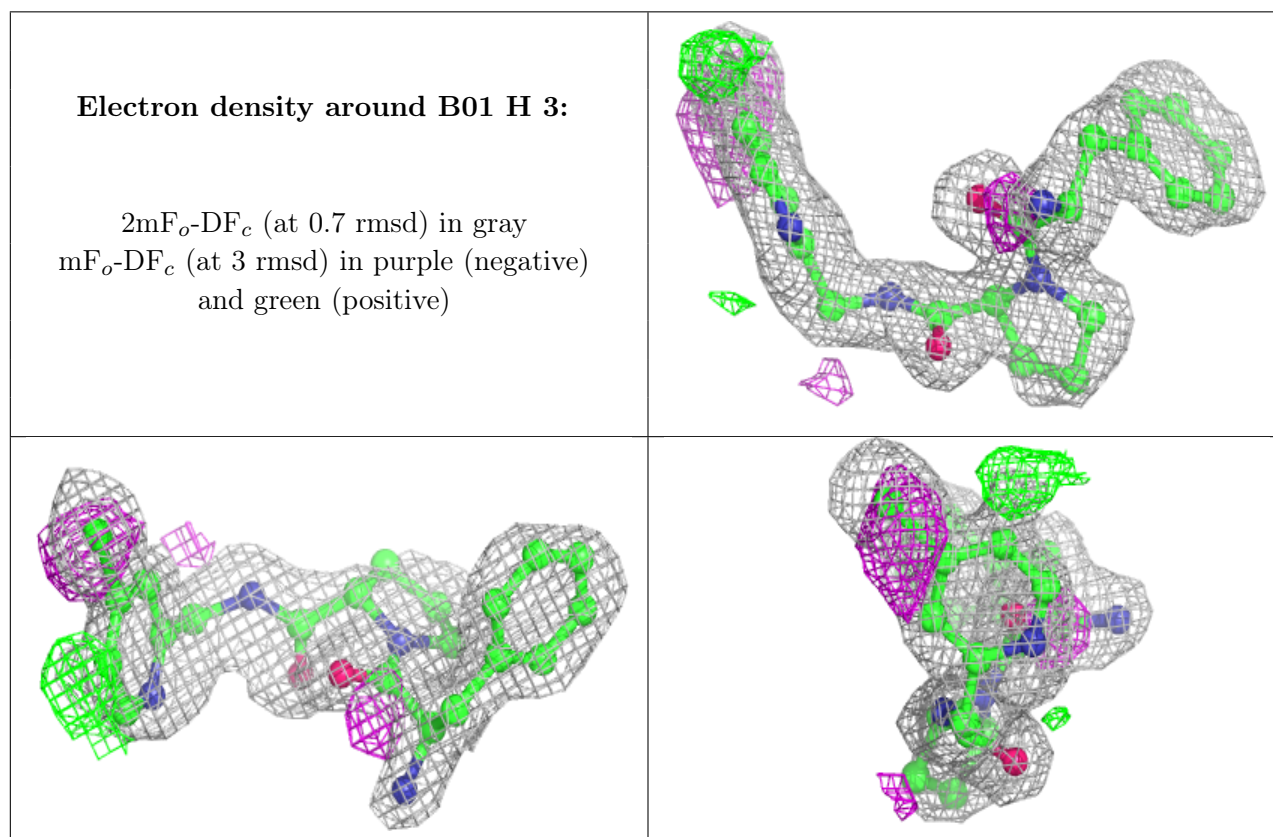 Electron density around B01 H 3:
2mFo-DFc (at 0.7 rmsd) in gray
mFo-DFc (at 3 rmsd) in purple (negative)
and green (positive)